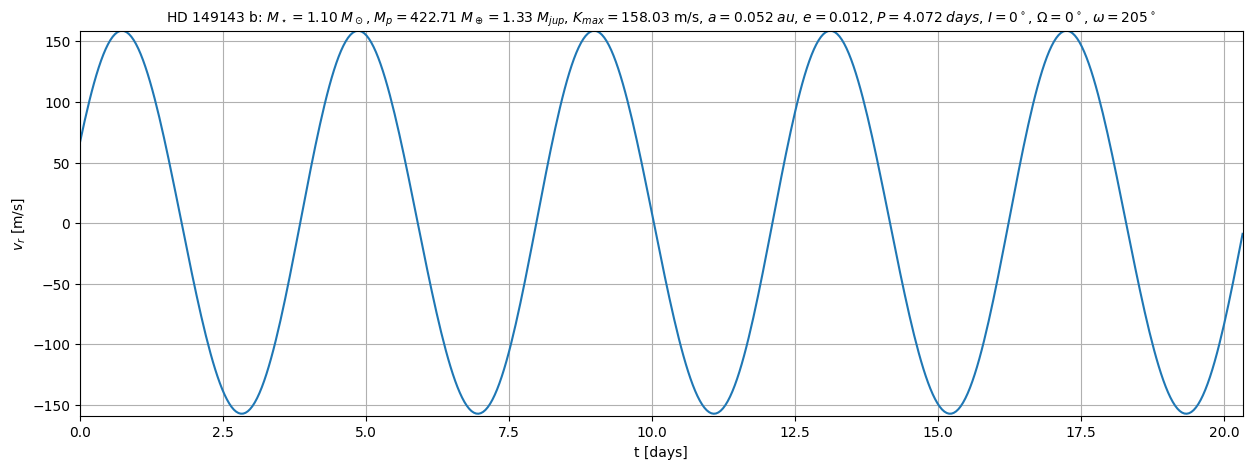 HD 149143 b: M⋆ = 1.10 M⊙, Mp = 422.71 M⊕ = 1.33 Mjup, Kmax = 158.03 m/s, a = 0.052 au, e = 0.012, P = 4.072 days, I = 0°, Ω = 0°, ω = 205°
150
100
50
0
−50
−100
−150
vr [m/s]
0.0 2.5 5.0 7.5 10.0 12.5 15.0 17.5 20.0
t [days]